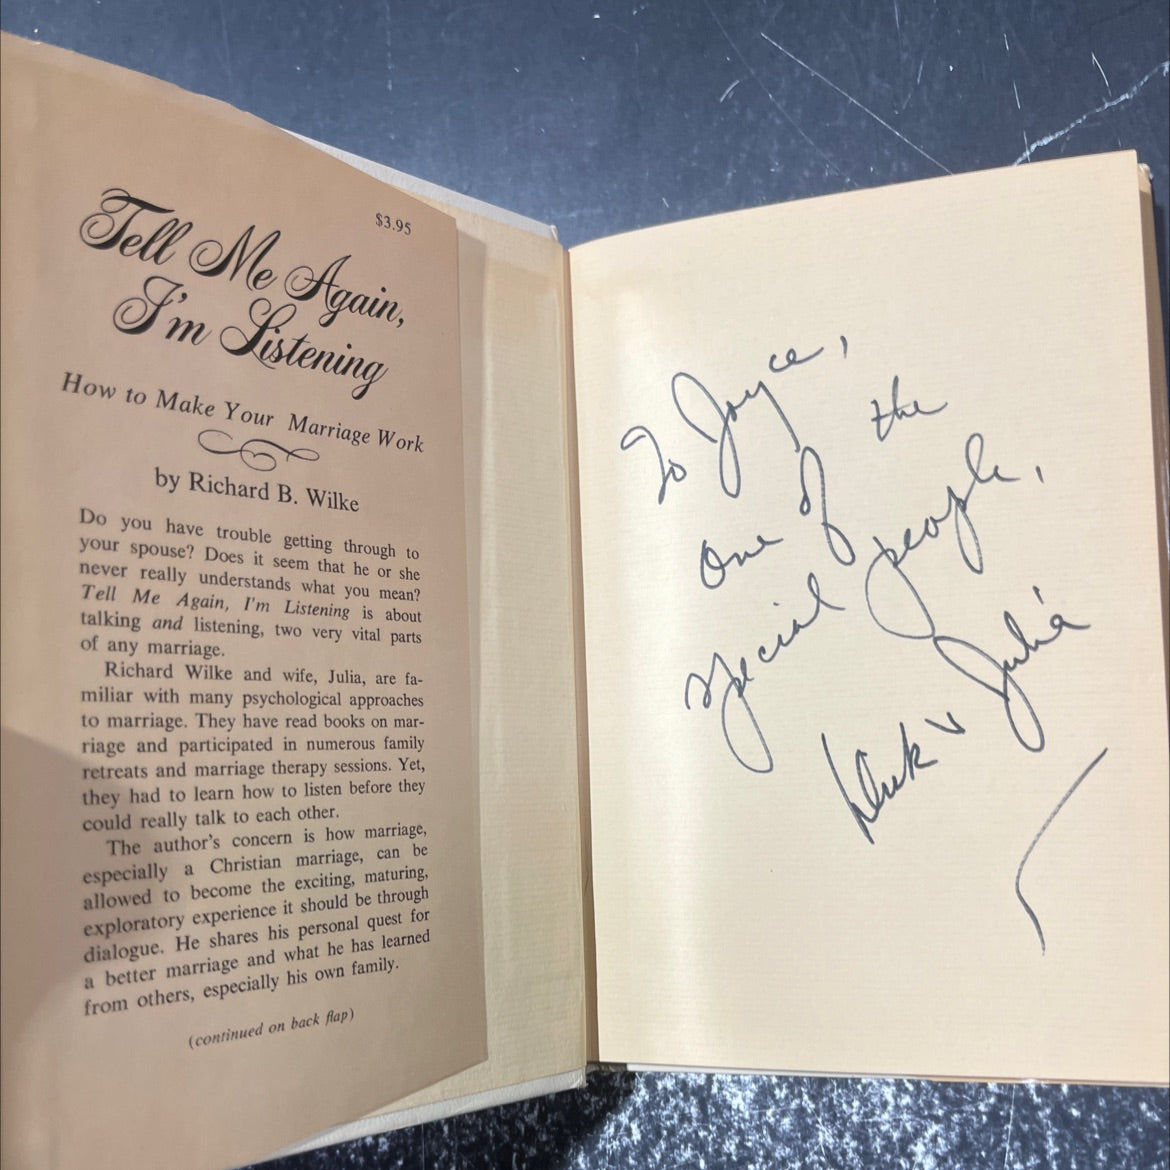 $3.95
Tell Me Again,
I'm Listening
How to Make Your Marriage Work
by Richard B. Wilke
Do you have trouble getting through to
your spouse? Does it seem that he or she
never really understands what you mean?
Tell Me Again, I'm Listening is about
talking and listening, two very vital parts
of any marriage.
Richard Wilke and wife, Julia, are fa-
miliar with many psychological approaches
to marriage. They have read books on mar-
riage and participated in numerous family
retreats and marriage therapy sessions. Yet,
they had to learn how to listen before they
could really talk to each other.
The author's concern is how marriage,
especially a Christian marriage, can be
allowed to become the exciting, maturing,
exploratory experience it should be through
dialogue. He shares his personal quest for
a better marriage and what he has learned
from others, especially his own family.
(continued on back flap)
To Joyce,
one of the
special people,
Dick & Julia